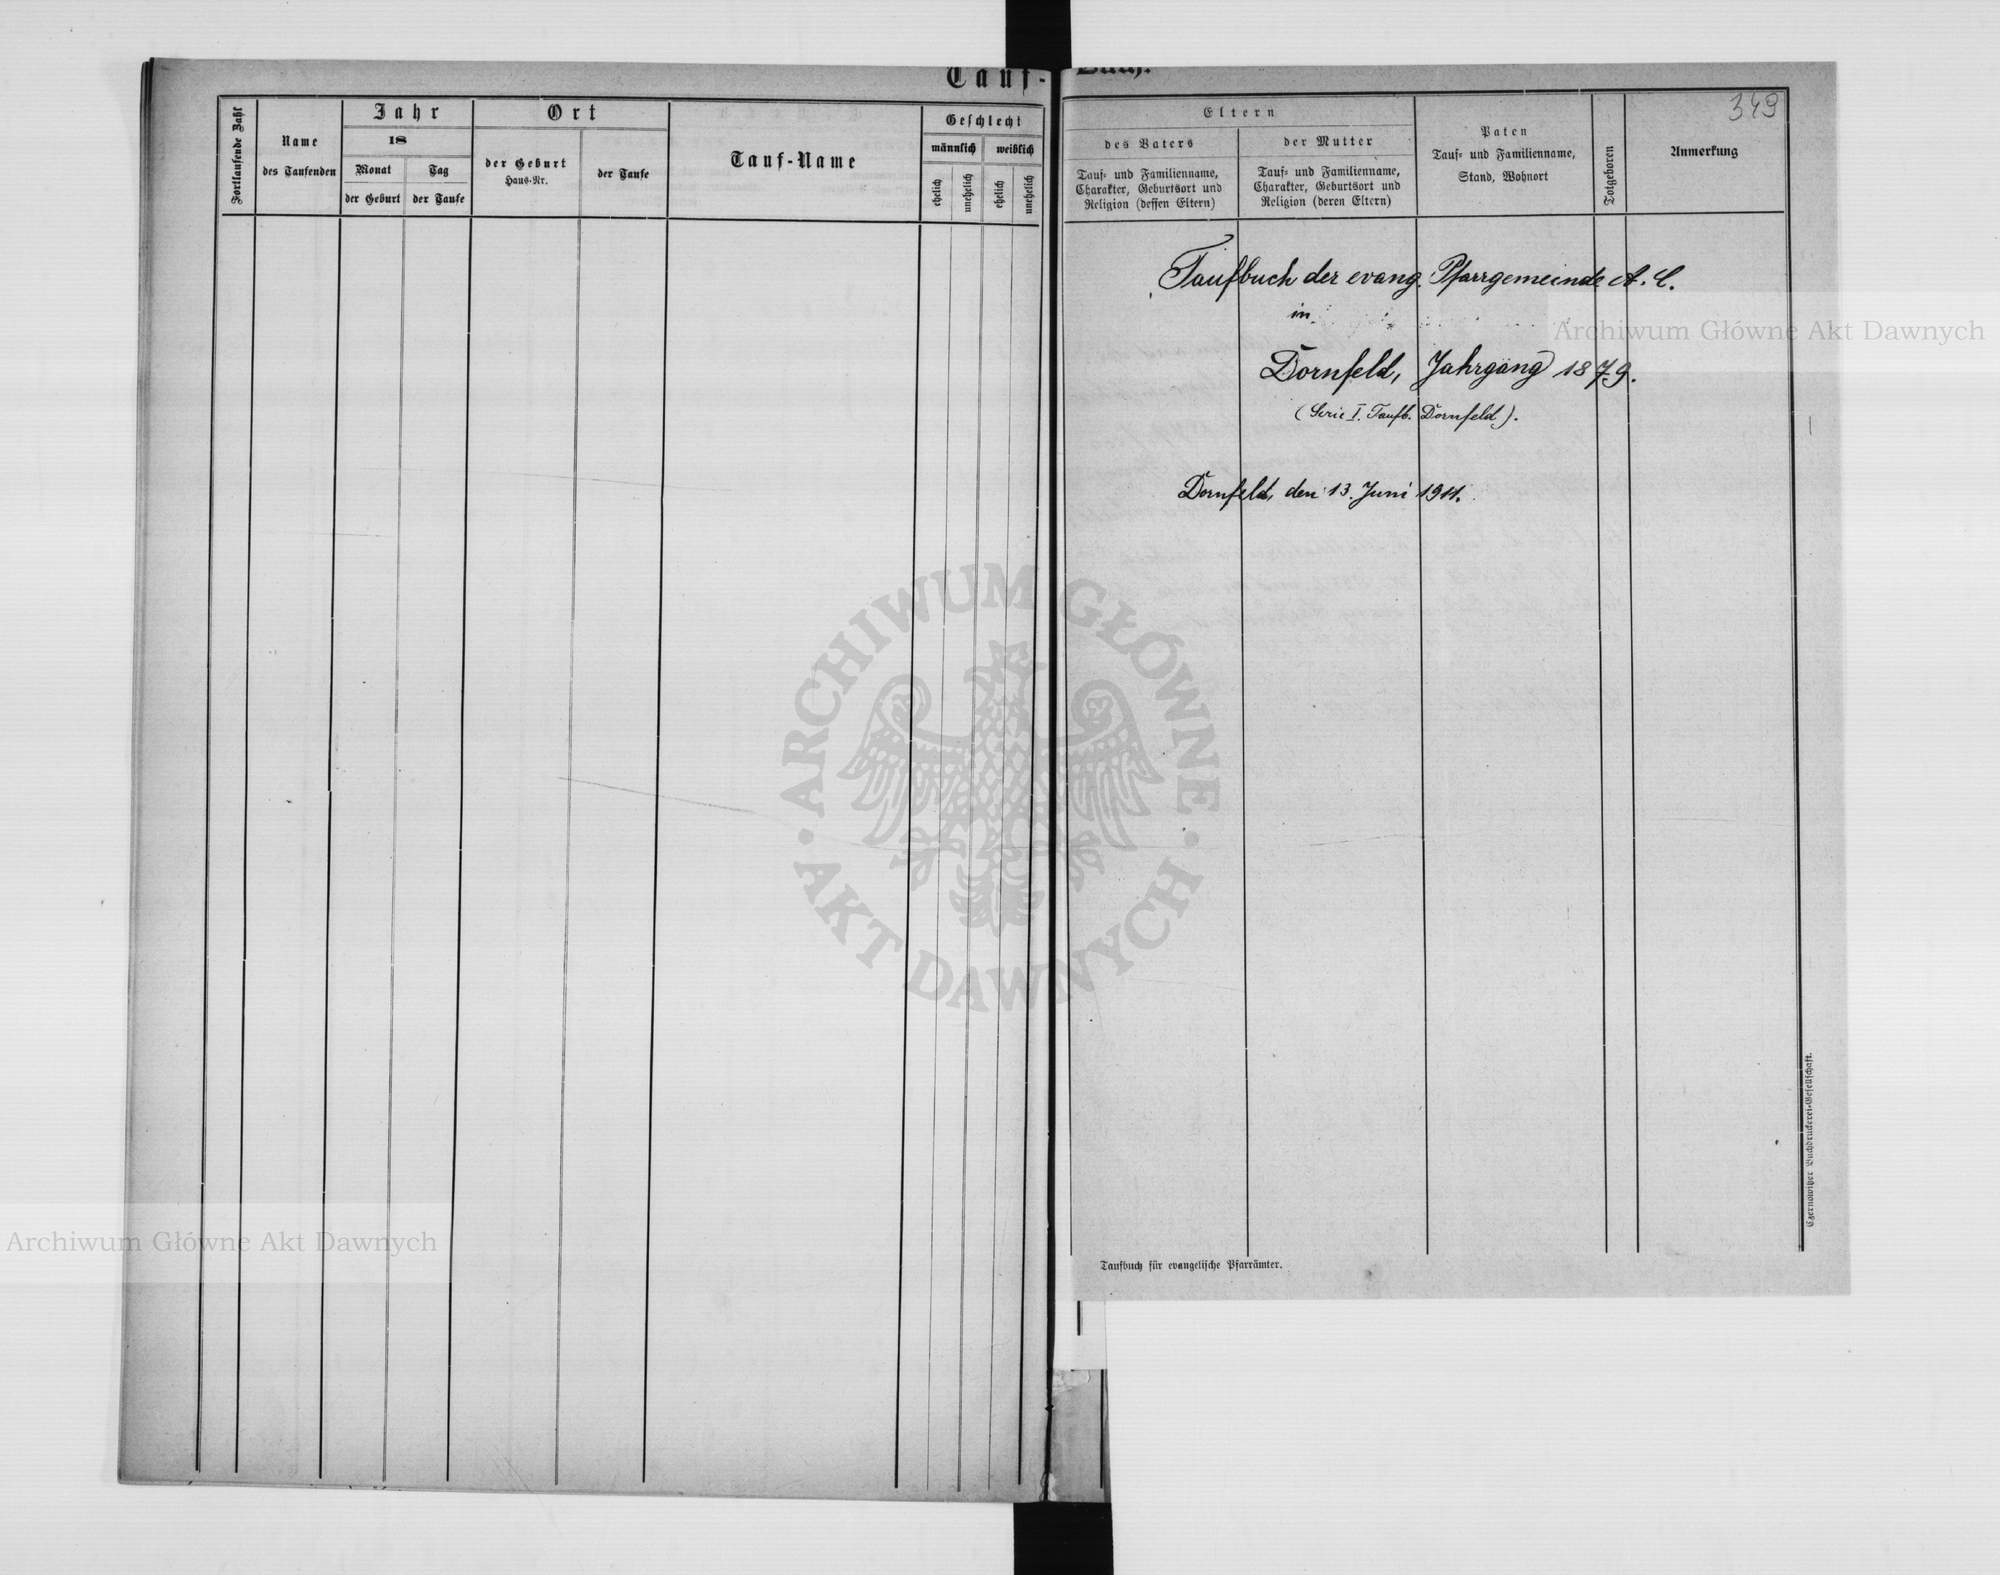 Tauf-Buch.
Fortlaufende Zahl
Name
des Taufenden
Jahr
18
Monat
Tag
der Geburt
der Taufe
Ort
der Geburt
Haus-Nr.
der Taufe
Tauf-Name
Geschlecht
männlich
weiblich
ehelich
unehelich
ehelich
unehelich
Eltern
des Vaters
Tauf- und Familienname,
Charakter, Geburtsort und
Religion (dessen Eltern)
der Mutter
Tauf- und Familienname,
Charakter, Geburtsort und
Religion (deren Eltern)
Paten
Tauf- und Familienname,
Stand, Wohnort
Totgeboren
Anmerkung
349
Taufbuch der evang. Pfarrgemeinde A. C.
in
Dornfeld, Jahrgang 1879.
(Serie I. Taufb. Dornfeld).
Dornfeld, den 13. Juni 1911.
Taufbuch für evangelische Pfarrämter.
Czernowitzer Buchdruckerei-Gesellschaft.
Archiwum Główne Akt Dawnych
ARCHIWUM GŁÓWNE · AKT DAWNYCH ·
Archiwum Główne Akt Dawnych